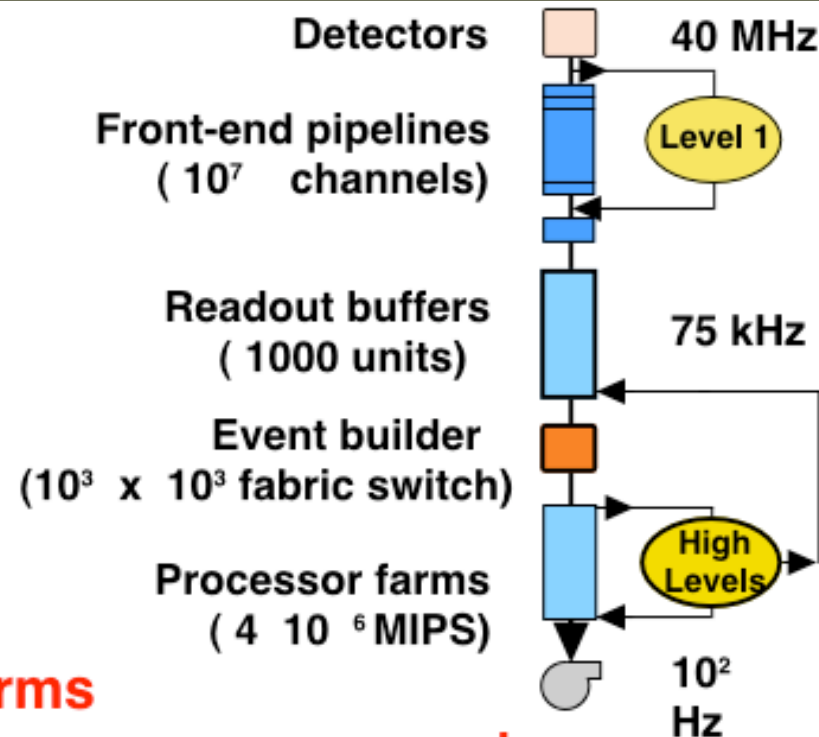 Detectors
40 MHz
Front-end pipelines
( 10⁷ channels)
Level 1
Readout buffers
( 1000 units)
75 kHz
Event builder
(10³ x 10³ fabric switch)
High
Levels
Processor farms
( 4 10 ⁶ MIPS)
rms
10²
Hz